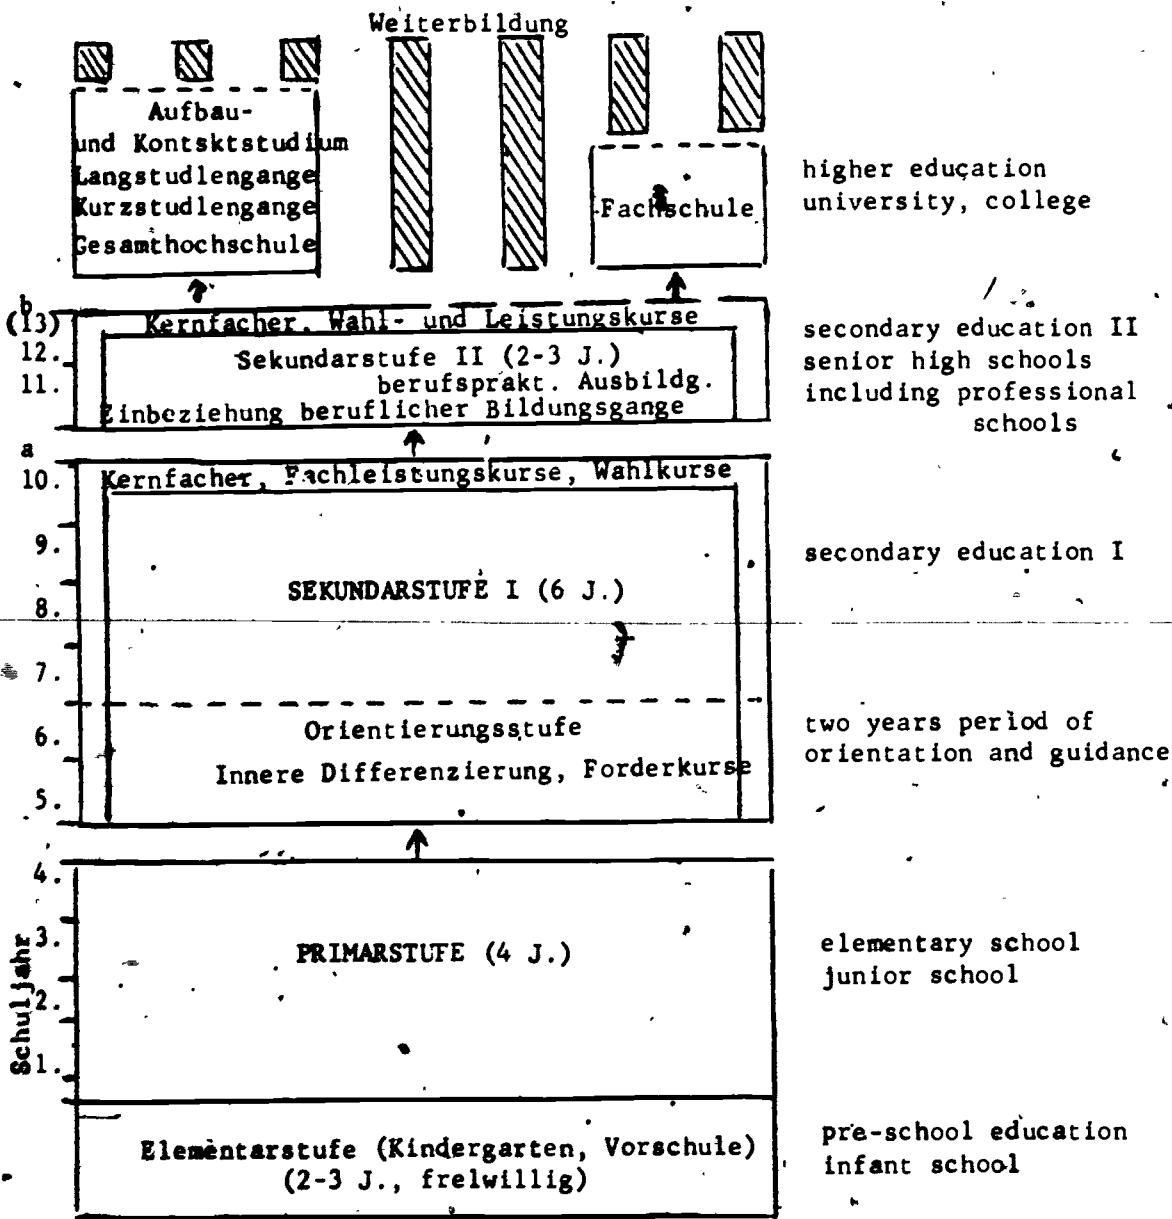 Weiterbildung
Aufbau-
und Kontsktstudium
Langstudlengange
Kurzstudlengange
Gesamthochschule
Fachschule
higher education
university, college
b
(13)
12.
11.
Kernfacher, Wahl- und Leistungskurse
Sekundarstufe II (2-3 J.)
berufsprakt. Ausbildg.
Einbeziehung beruflicher Bildungsgange
secondary education II
senior high schools
including professional
schools
a
10.
9.
8.
7.
6.
5.
Kernfacher, Fachleistungskurse, Wahlkurse
SEKUNDARSTUFE I (6 J.)
secondary education I
Orientierungsstufe
Innere Differenzierung, Forderkurse
two years period of
orientation and guidance
4.
3.
2.
1.
Schuljahr
PRIMARSTUFE (4 J.)
elementary school
junior school
Elementarstufe (Kindergarten, Vorschule)
(2-3 J., frelwillig)
pre-school education
infant school